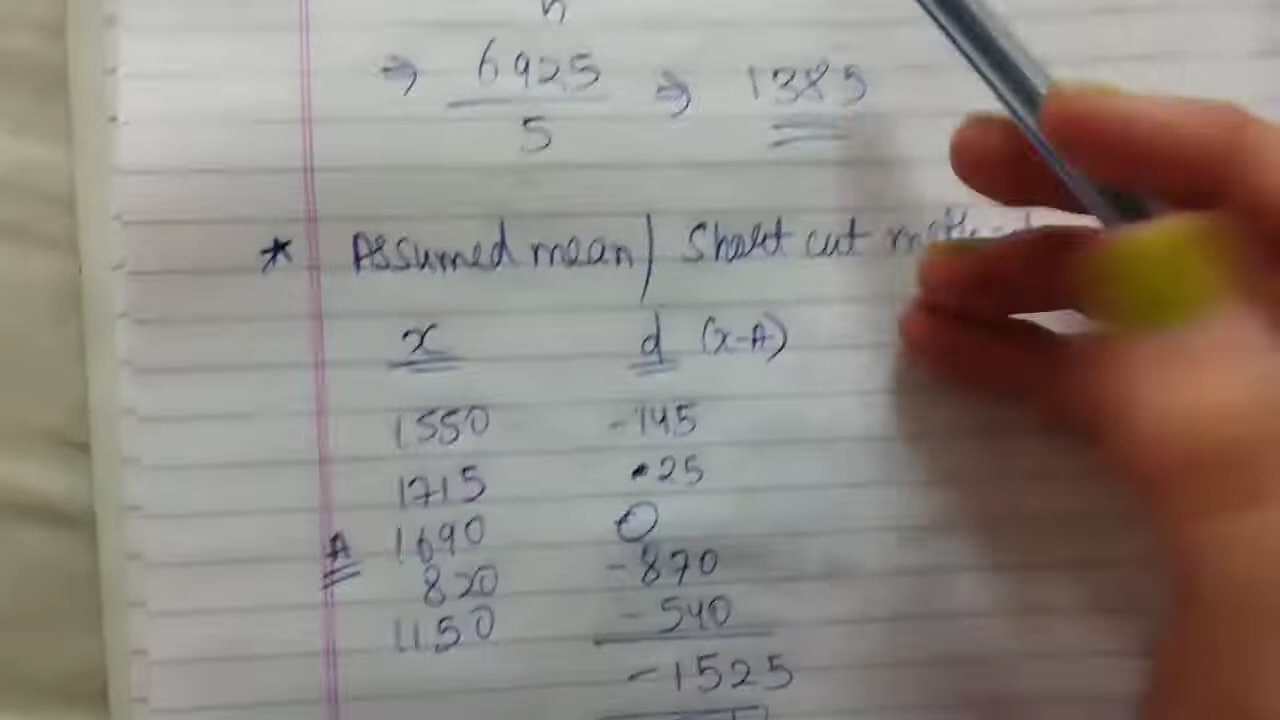 n
⇒ 6925 ⇒ 1385
5
* Assumed mean / Short cut
x d (x-A)
1550 -145
1715 25
A 1690 0
820 -870
1150 -540
-1525